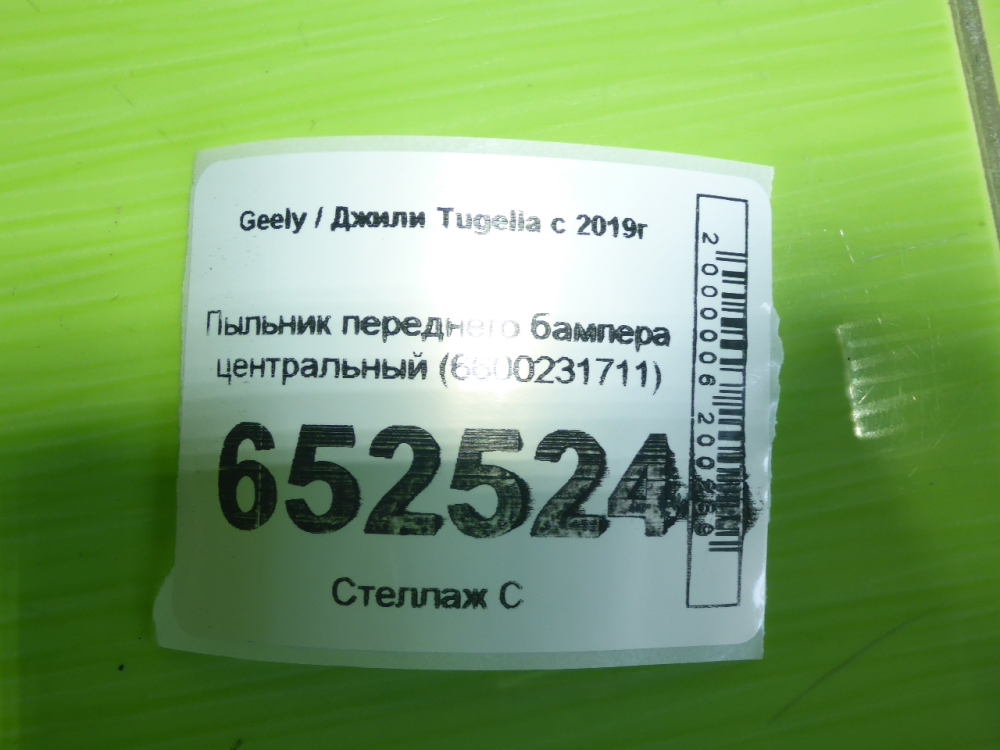 Geely / Джили Tugella с 2019г
Пыльник переднего бампера
центральный (6600231711)
652524
Стеллаж С